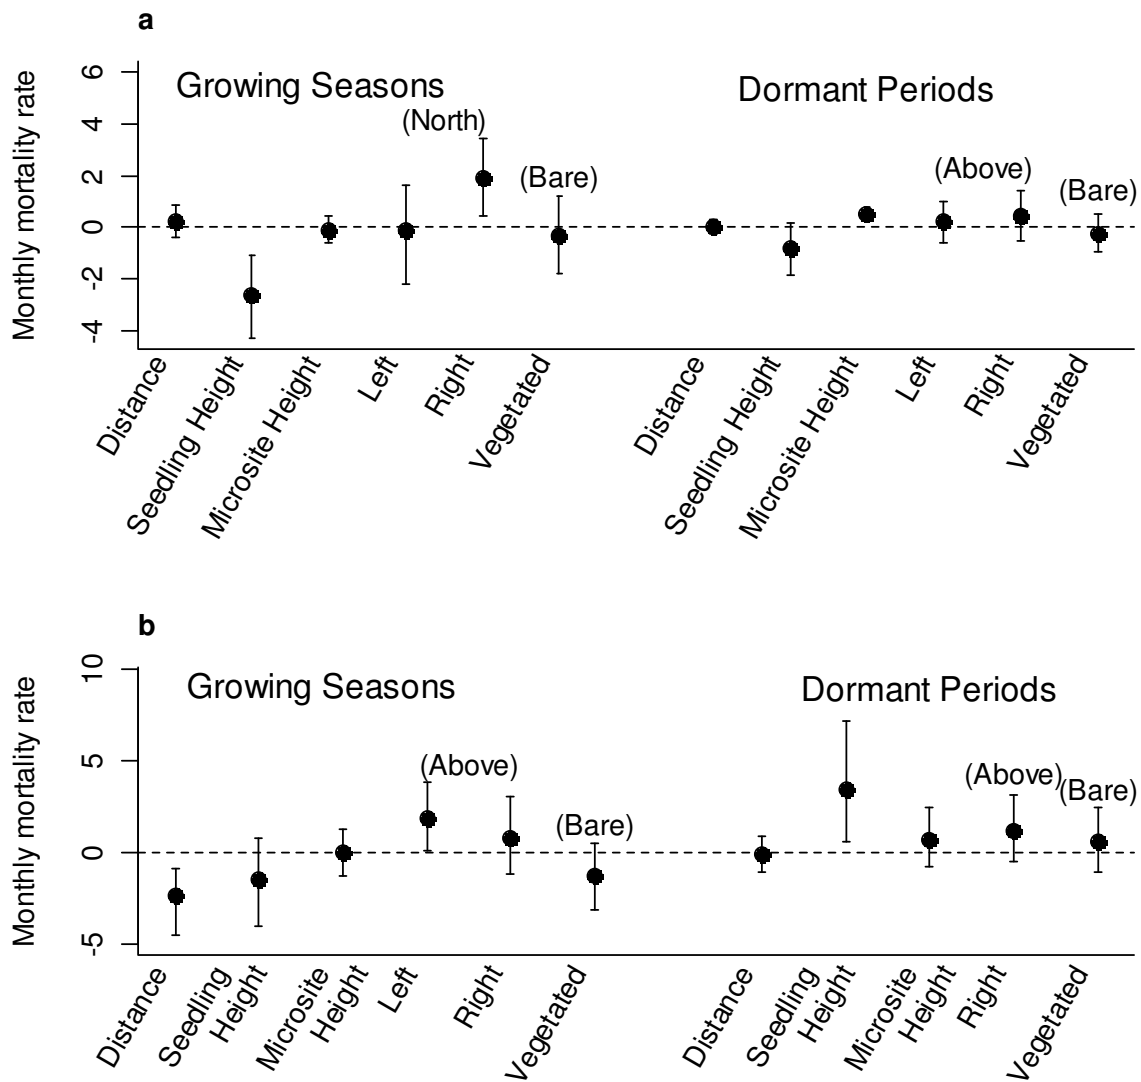 a
Monthly mortality rate
6
4
2
0
-2
-4
Growing Seasons
Dormant Periods
(North)
(Bare)
(Above)
(Bare)
Distance
Seedling Height
Microsite Height
Left
Right
Vegetated
Distance
Seedling Height
Microsite Height
Left
Right
Vegetated
b
Monthly mortality rate
10
5
0
-5
Growing Seasons
Dormant Periods
(Above)
(Bare)
(Above)
(Bare)
Distance
Seedling
Height
Microsite
Height
Left
Right
Vegetated
Distance
Seedling
Height
Microsite
Height
Right
Vegetated